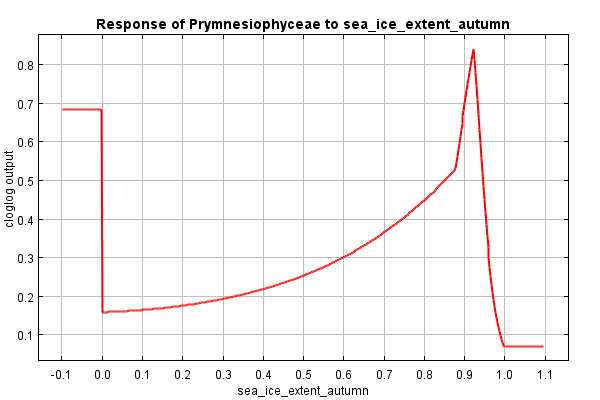 Response of Prymnesiophyceae to sea_ice_extent_autumn
0.8
0.7
0.6
0.5
0.4
0.3
0.2
0.1
cloglog output
-0.1 0.0 0.1 0.2 0.3 0.4 0.5 0.6 0.7 0.8 0.9 1.0 1.1
sea_ice_extent_autumn